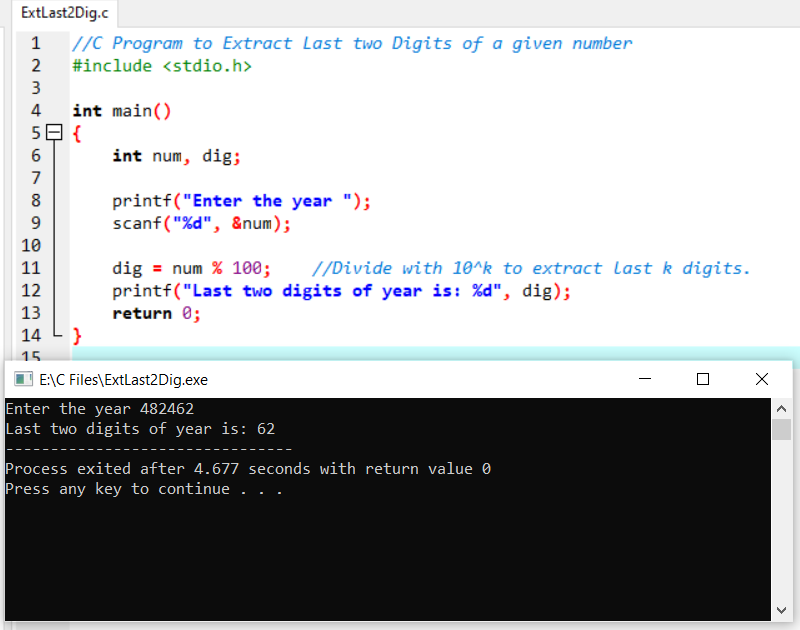 ExtLast2Dig.c
1 //C Program to Extract Last two Digits of a given number
2 #include <stdio.h>
3
4 int main()
5 {
6 int num, dig;
7
8 printf("Enter the year ");
9 scanf("%d", &num);
10
11 dig = num % 100; //Divide with 10^k to extract last k digits.
12 printf("Last two digits of year is: %d", dig);
13 return 0;
14 }
15
E:\C Files\ExtLast2Dig.exe
Enter the year 482462
Last two digits of year is: 62
--------------------------------
Process exited after 4.677 seconds with return value 0
Press any key to continue . . .